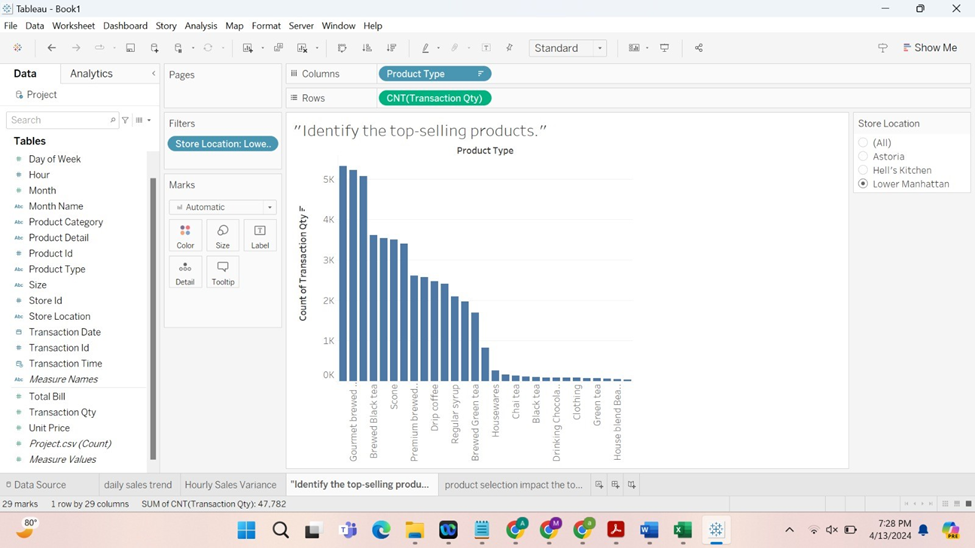 Tableau - Book1
File Data Worksheet Dashboard Story Analysis Map Format Server Window Help
Standard
Show Me
Data Analytics
Project
Search
Tables
Day of Week
Hour
Month
Abc Month Name
Abc Product Category
Abc Product Detail
Product Id
Abc Product Type
Abc Size
Store Id
Abc Store Location
Transaction Date
Transaction Id
Transaction Time
Abc Measure Names
Total Bill
Transaction Qty
Unit Price
Project.csv (Count)
Measure Values
Pages
Filters
Store Location: Lowe..
Marks
Automatic
Color Size Label
Detail Tooltip
Columns Product Type
Rows CNT(Transaction Qty)
"Identify the top-selling products."
Product Type
Count of Transaction Qty
5K
4K
3K
2K
1K
0K
Gourmet brewed ..
Brewed Black tea
Scone
Premium brewed..
Drip coffee
Regular syrup
Brewed Green tea
Housewares
Chai tea
Black tea
Drinking Chocola..
Clothing
Green tea
House blend Bea..
Store Location
(All)
Astoria
Hell's Kitchen
Lower Manhattan
Data Source daily sales trend Hourly Sales Variance "Identify the top-selling produ... product selection impact the to...
29 marks 1 row by 29 columns SUM of CNT(Transaction Qty): 47,782
80°
7:28 PM
4/13/2024